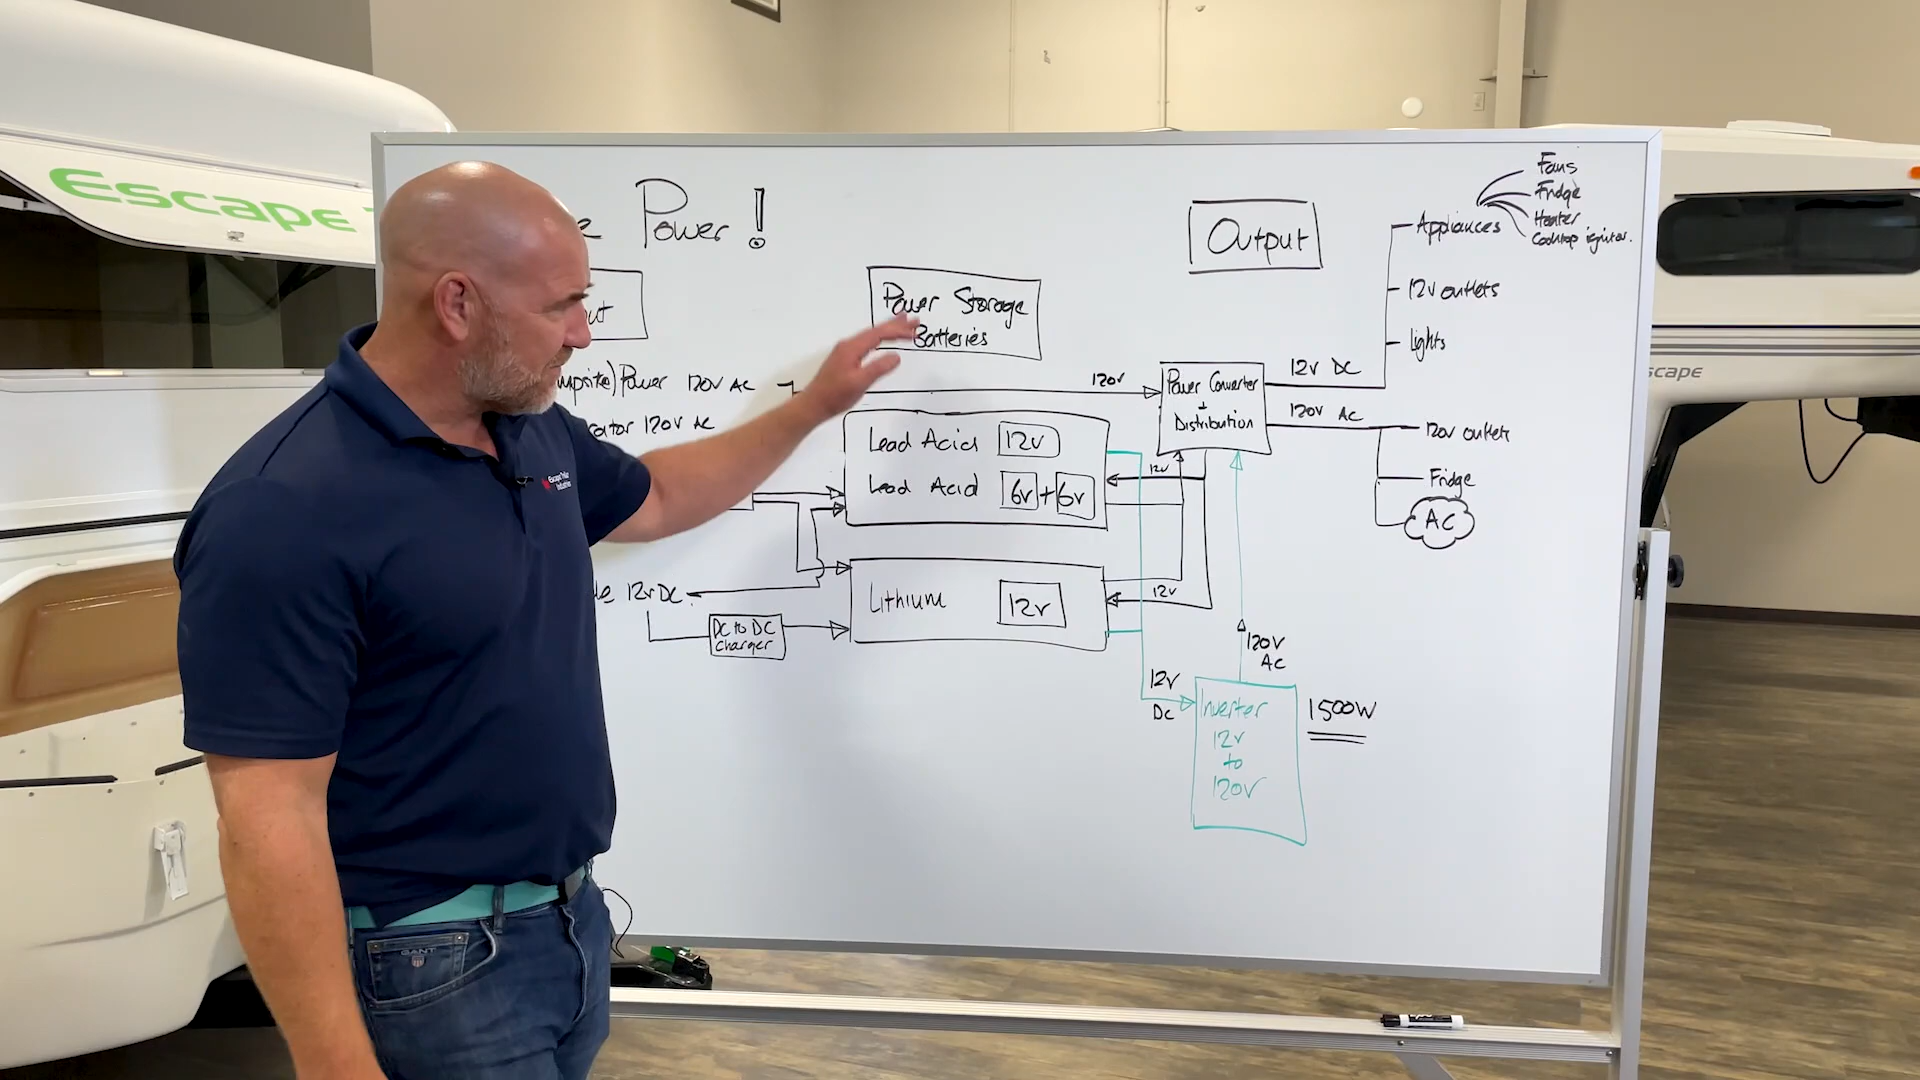 Escape
Power!
Output
Fans
Fridge
Heater
Cooktop ignitor.
Appliances
12v outlets
Lights
Power Storage
Batteries
Power 120v AC
120v
Power Converter
+
Distribution
12v DC
120v AC
120v outlets
Fridge
AC
120v AC
Lead Acid 12v
Lead Acid 6v + 6v
12v
Lithium 12v
12v
12v DC
DC to DC
charger
120v
AC
12v
DC
Inverter
12v
to
120v
1500W
escape
GANT